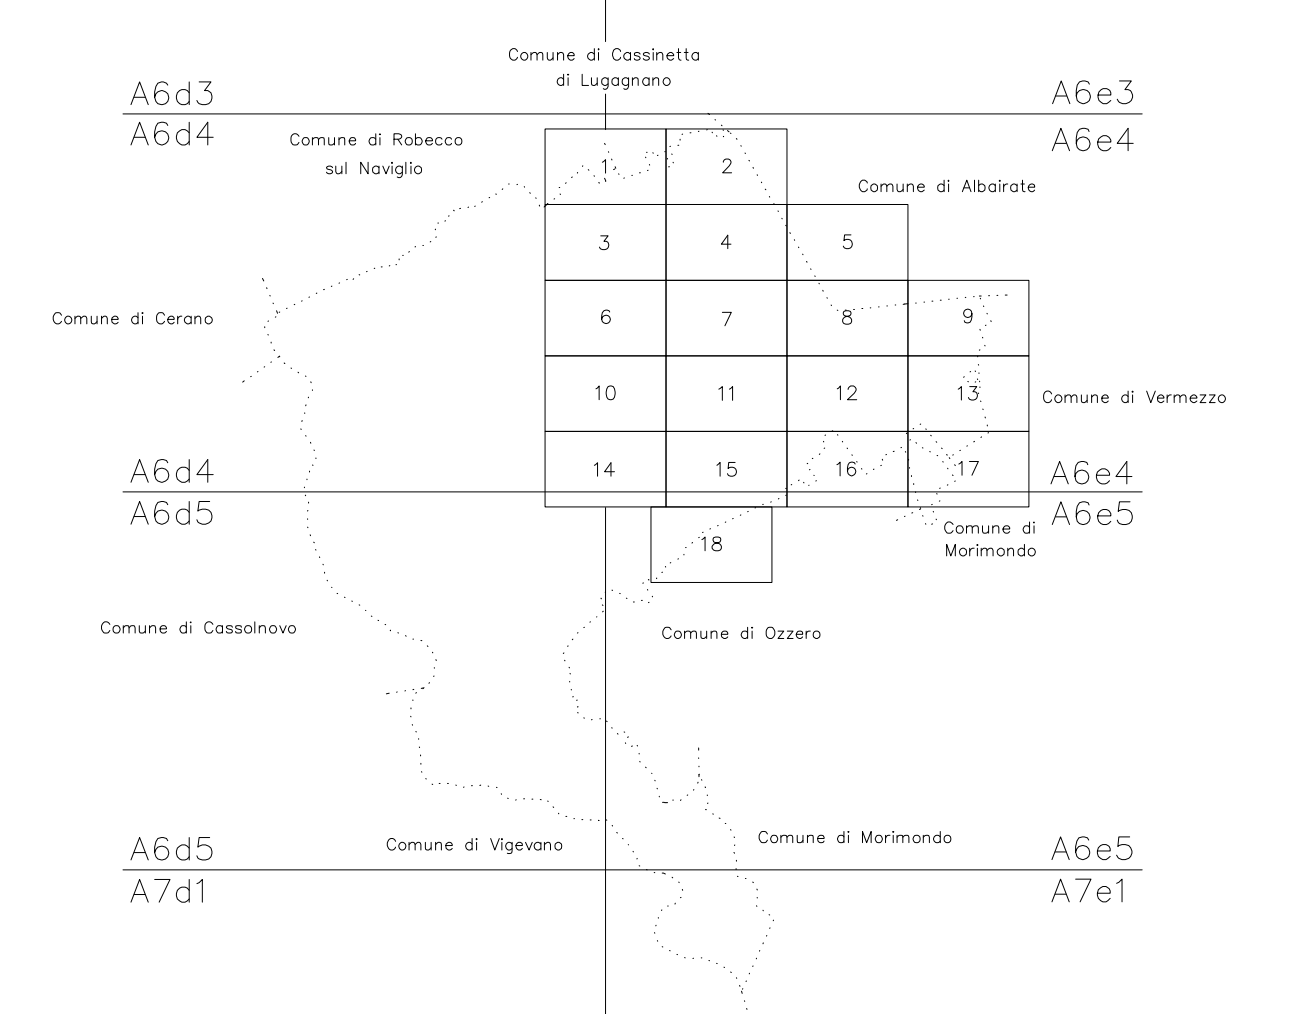 Comune di Cassinetta
di Lugagnano
A6d3
A6e3
A6d4
A6e4
Comune di Robecco
sul Naviglio
1
2
Comune di Albairate
3
4
5
Comune di Cerano
6
7
8
9
10
11
12
13
Comune di Vermezzo
14
15
16
17
A6d4
A6e4
A6d5
A6e5
Comune di
Morimondo
18
Comune di Cassolnovo
Comune di Ozzero
Comune di Vigevano
Comune di Morimondo
A6d5
A6e5
A7d1
A7e1